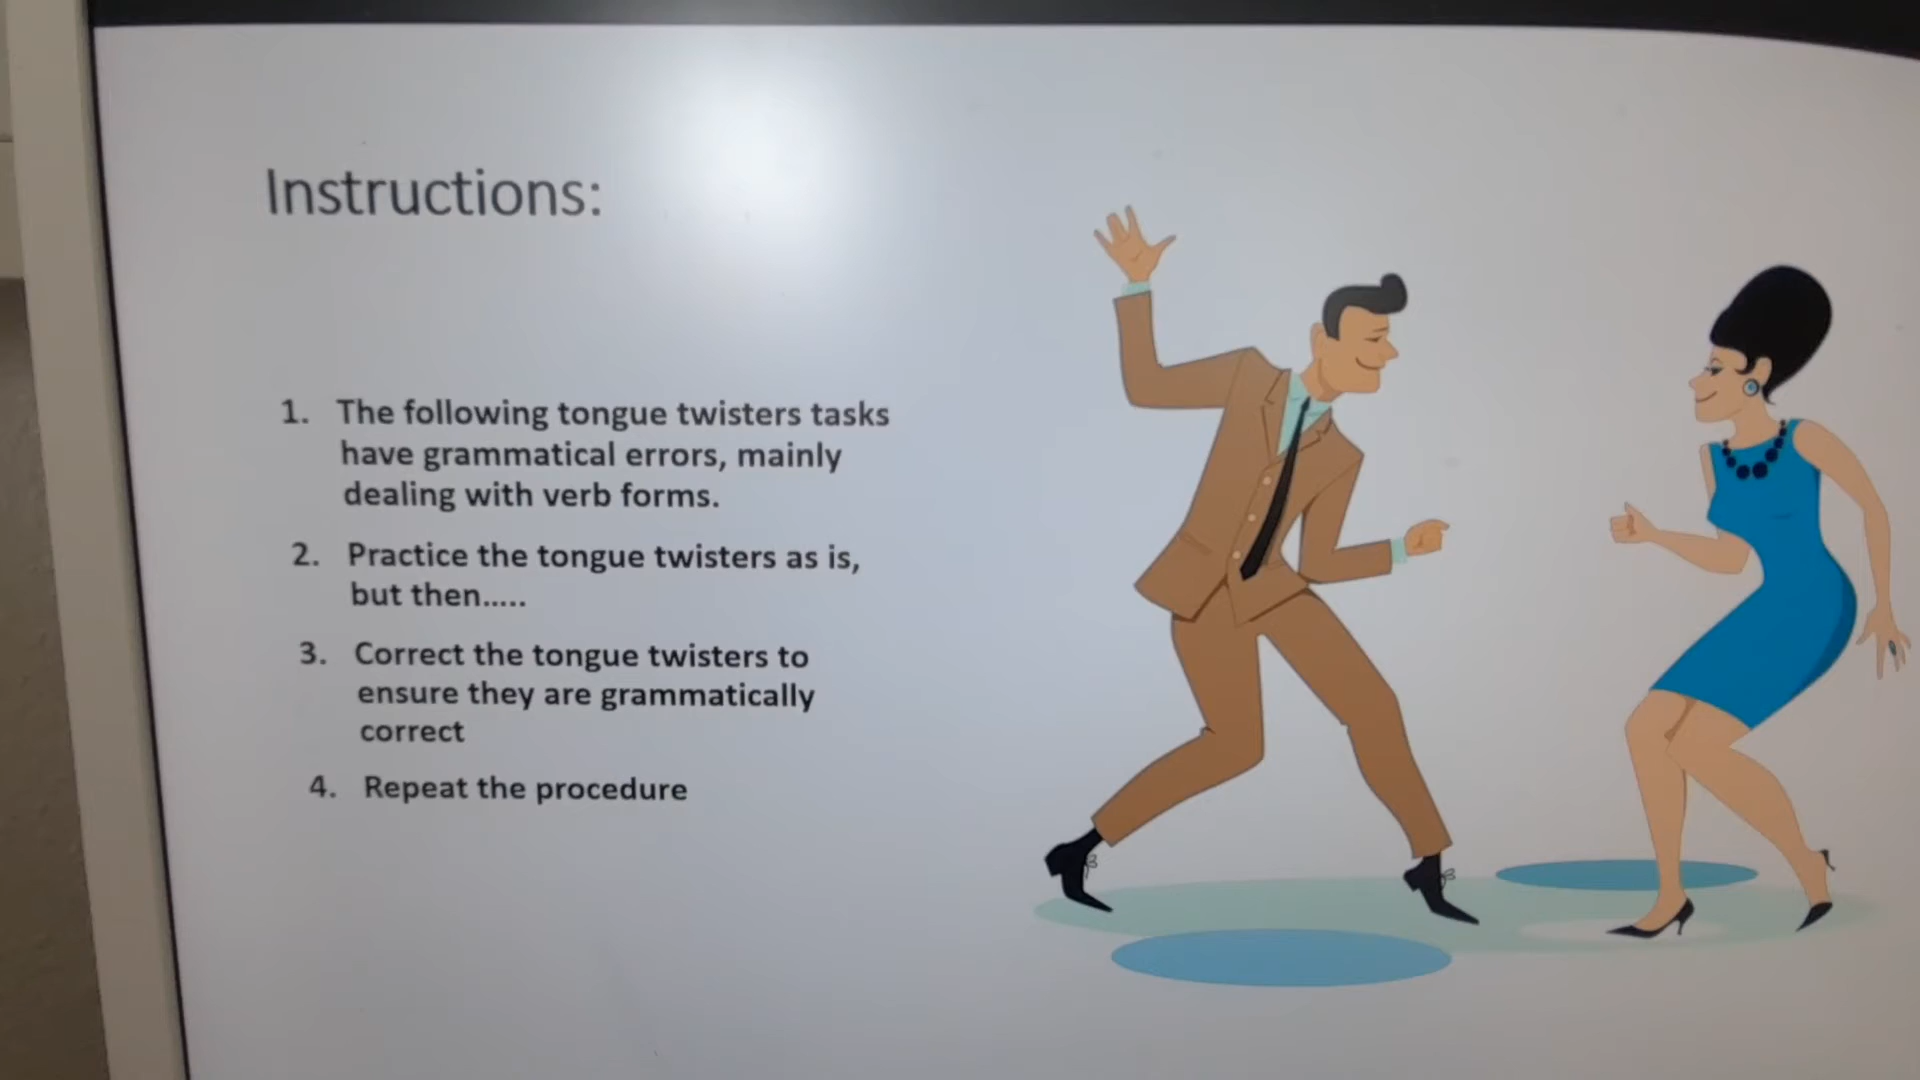 Instructions:
1. The following tongue twisters tasks
have grammatical errors, mainly
dealing with verb forms.
2. Practice the tongue twisters as is,
but then.....
3. Correct the tongue twisters to
ensure they are grammatically
correct
4. Repeat the procedure